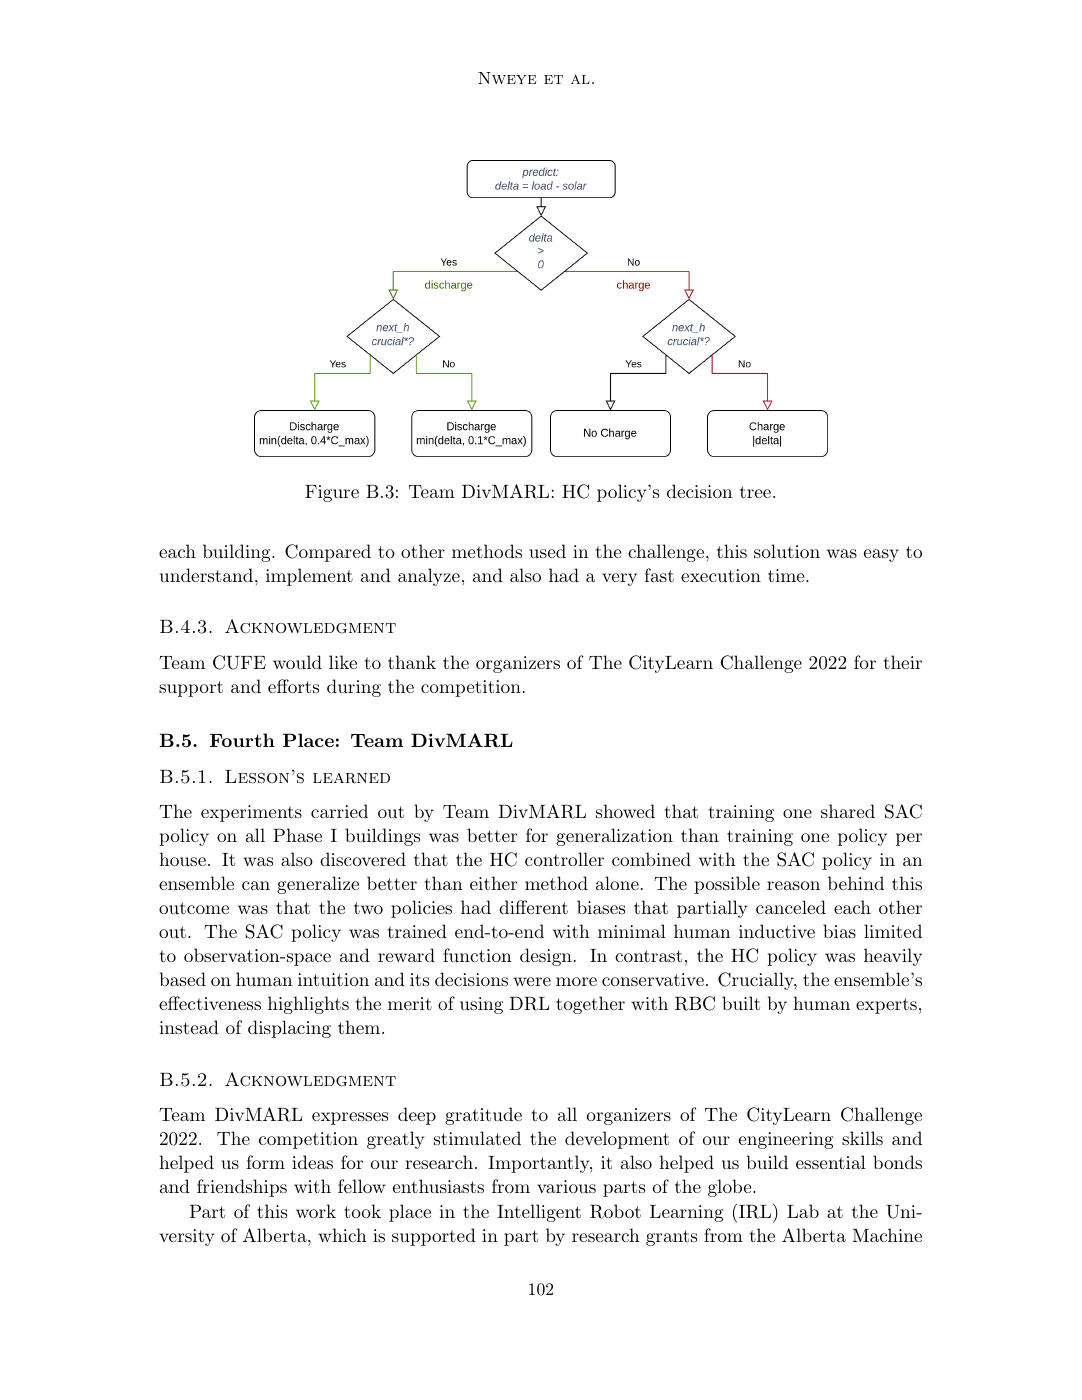 Nweye et al.
predict:
delta = load - solar
delta
>
0
Yes
No
discharge
charge
next_h
crucial*?
next_h
crucial*?
Yes
No
Yes
No
Discharge
min(delta, 0.4*C_max)
Discharge
min(delta, 0.1*C_max)
No Charge
Charge
|delta|
Figure B.3: Team DivMARL: HC policy's decision tree.
each building. Compared to other methods used in the challenge, this solution was easy to
understand, implement and analyze, and also had a very fast execution time.
B.4.3. Acknowledgment
Team CUFE would like to thank the organizers of The CityLearn Challenge 2022 for their
support and efforts during the competition.
B.5. Fourth Place: Team DivMARL
B.5.1. Lesson's learned
The experiments carried out by Team DivMARL showed that training one shared SAC
policy on all Phase I buildings was better for generalization than training one policy per
house. It was also discovered that the HC controller combined with the SAC policy in an
ensemble can generalize better than either method alone. The possible reason behind this
outcome was that the two policies had different biases that partially canceled each other
out. The SAC policy was trained end-to-end with minimal human inductive bias limited
to observation-space and reward function design. In contrast, the HC policy was heavily
based on human intuition and its decisions were more conservative. Crucially, the ensemble's
effectiveness highlights the merit of using DRL together with RBC built by human experts,
instead of displacing them.
B.5.2. Acknowledgment
Team DivMARL expresses deep gratitude to all organizers of The CityLearn Challenge
2022. The competition greatly stimulated the development of our engineering skills and
helped us form ideas for our research. Importantly, it also helped us build essential bonds
and friendships with fellow enthusiasts from various parts of the globe.
Part of this work took place in the Intelligent Robot Learning (IRL) Lab at the Uni-
versity of Alberta, which is supported in part by research grants from the Alberta Machine
102